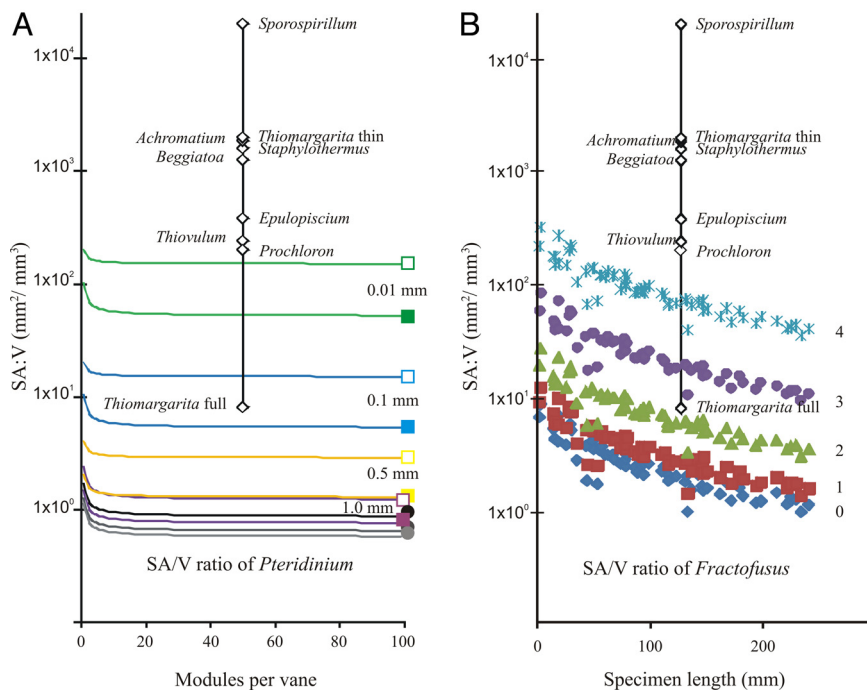 A
Sporospirillum
1x10⁴
Achromatium
Thiomargarita thin
Staphylothermus
Beggiatoa
1x10³
Epulopiscium
Thiovulum
Prochloron
1x10²
0.01 mm
SA:V (mm²/ mm³)
1x10¹
0.1 mm
Thiomargarita full
0.5 mm
1x10⁰
1.0 mm
SA/V ratio of Pteridinium
0 20 40 60 80 100
Modules per vane
B
Sporospirillum
1x10⁴
Achromatium
Thiomargarita thin
Staphylothermus
Beggiatoa
1x10³
Epulopiscium
Thiovulum
Prochloron
1x10²
4
SA:V (mm²/ mm³)
3
1x10¹
Thiomargarita full
2
1
0
1x10⁰
SA/V ratio of Fractofusus
0 100 200
Specimen length (mm)